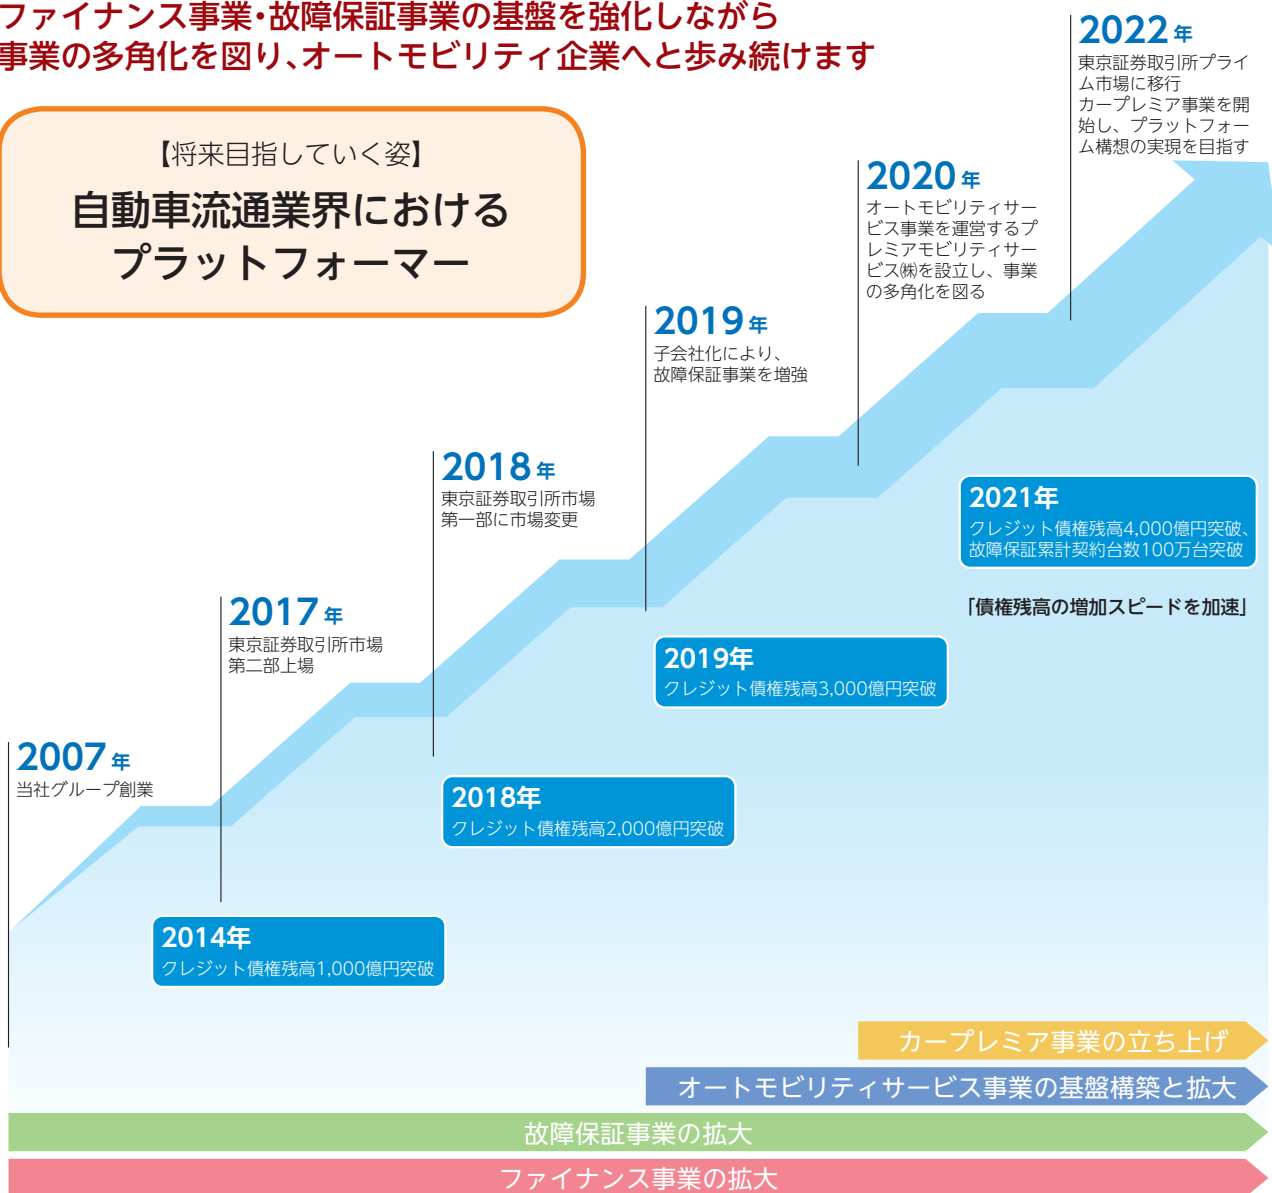 ファイナンス事業・故障保証事業の基盤を強化しながら
事業の多角化を図り、オートモビリティ企業へと歩み続けます
【将来目指していく姿】
自動車流通業界における
プラットフォーマー
2022年
東京証券取引所プライ
ム市場に移行
カープレミア事業を開
始し、プラットフォー
ム構想の実現を目指す
2020年
オートモビリティサー
ビス事業を運営するプ
レミアモビリティサー
ビス㈱を設立し、事業
の多角化を図る
2019年
子会社化により、
故障保証事業を増強
2018年
東京証券取引所市場
第一部に市場変更
2017年
東京証券取引所市場
第二部上場
2007年
当社グループ創業
2021年
クレジット債権残高4,000億円突破、
故障保証累計契約台数100万台突破
「債権残高の増加スピードを加速」
2019年
クレジット債権残高3,000億円突破
2018年
クレジット債権残高2,000億円突破
2014年
クレジット債権残高1,000億円突破
カープレミア事業の立ち上げ
オートモビリティサービス事業の基盤構築と拡大
故障保証事業の拡大
ファイナンス事業の拡大